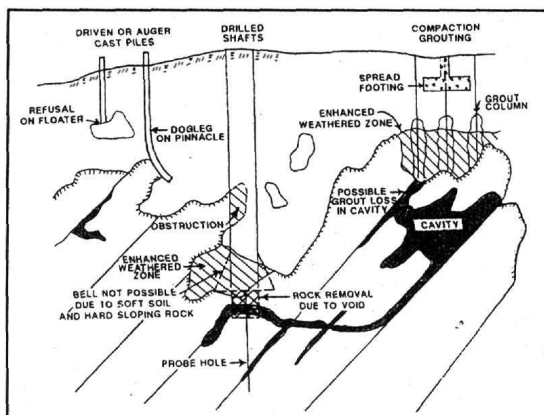 DRIVEN OR AUGER
CAST PILES
DRILLED
SHAFTS
COMPACTION
GROUTING
SPREAD
FOOTING
GROUT
COLUMN
REFUSAL
ON FLOATER
DOGLEG
ON PINNACLE
ENHANCED
WEATHERED ZONE
POSSIBLE
GROUT LOSS
IN CAVITY
OBSTRUCTION
CAVITY
ENHANCED
WEATHERED
ZONE
BELL NOT POSSIBLE
DUE TO SOFT SOIL
AND HARD SLOPING ROCK
ROCK REMOVAL
DUE TO VOID
PROBE HOLE